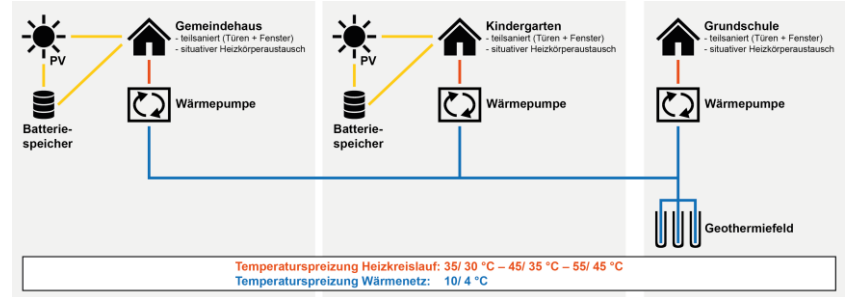 Gemeindehaus
- teilsaniert (Türen + Fenster)
- situativer Heizkörperaustausch
PV
Wärmepumpe
Batterie-
speicher
Kindergarten
- teilsaniert (Türen + Fenster)
- situativer Heizkörperaustausch
PV
Wärmepumpe
Batterie-
speicher
Grundschule
- teilsaniert (Türen + Fenster)
- situativer Heizkörperaustausch
Wärmepumpe
Geothermiefeld
Temperaturspreizung Heizkreislauf: 35/ 30 °C – 45/ 35 °C – 55/ 45 °C
Temperaturspreizung Wärmenetz: 10/ 4 °C